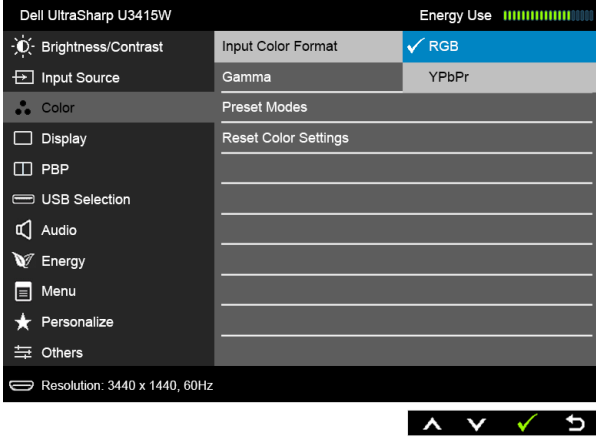 Dell UltraSharp U3415W Energy Use
Brightness/Contrast Input Color Format RGB
Input Source Gamma YPbPr
Color Preset Modes
Display Reset Color Settings
PBP
USB Selection
Audio
Energy
Menu
Personalize
Others
Resolution: 3440 x 1440, 60Hz